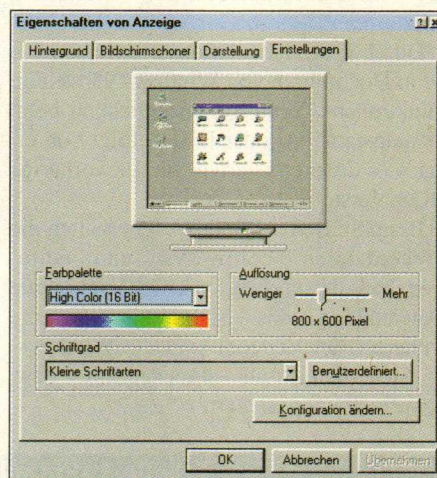 Eigenschaften von Anzeige
Hintergrund Bildschirmschoner Darstellung Einstellungen
Farbpalette
High Color (16 Bit)
Auflösung
Weniger Mehr
800 x 600 Pixel
Schriftgrad
Kleine Schriftarten
Benutzerdefiniert...
Konfiguration ändern...
OK Abbrechen Übernehmen